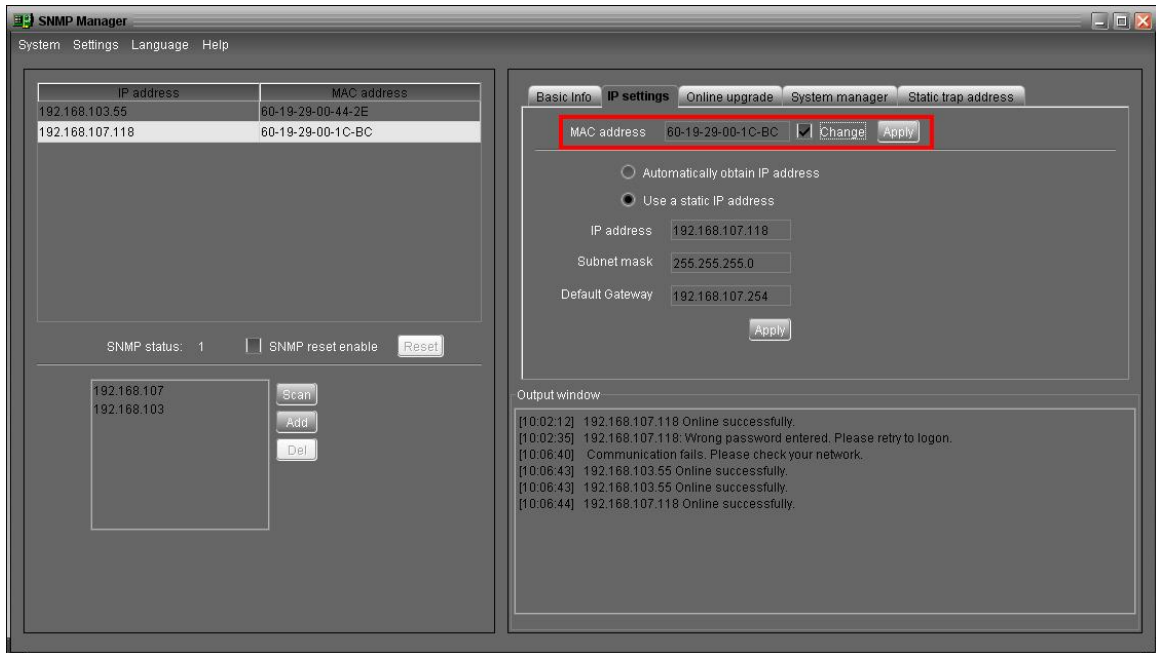 SNMP Manager
System Settings Language Help
IP address MAC address
192.168.103.55 60-19-29-00-44-2E
192.168.107.118 60-19-29-00-1C-BC
SNMP status: 1 SNMP reset enable Reset
192.168.107
192.168.103
Scan
Add
Del
Basic Info IP settings Online upgrade System manager Static trap address
MAC address 60-19-29-00-1C-BC Change Apply
Automatically obtain IP address
Use a static IP address
IP address 192.168.107.118
Subnet mask 255.255.255.0
Default Gateway 192.168.107.254
Apply
Output window
[10:02:12] 192.168.107.118 Online successfully.
[10:02:35] 192.168.107.118: Wrong password entered. Please retry to logon.
[10:06:40] Communication fails. Please check your network.
[10:06:43] 192.168.103.55 Online successfully.
[10:06:43] 192.168.103.55 Online successfully.
[10:06:44] 192.168.107.118 Online successfully.